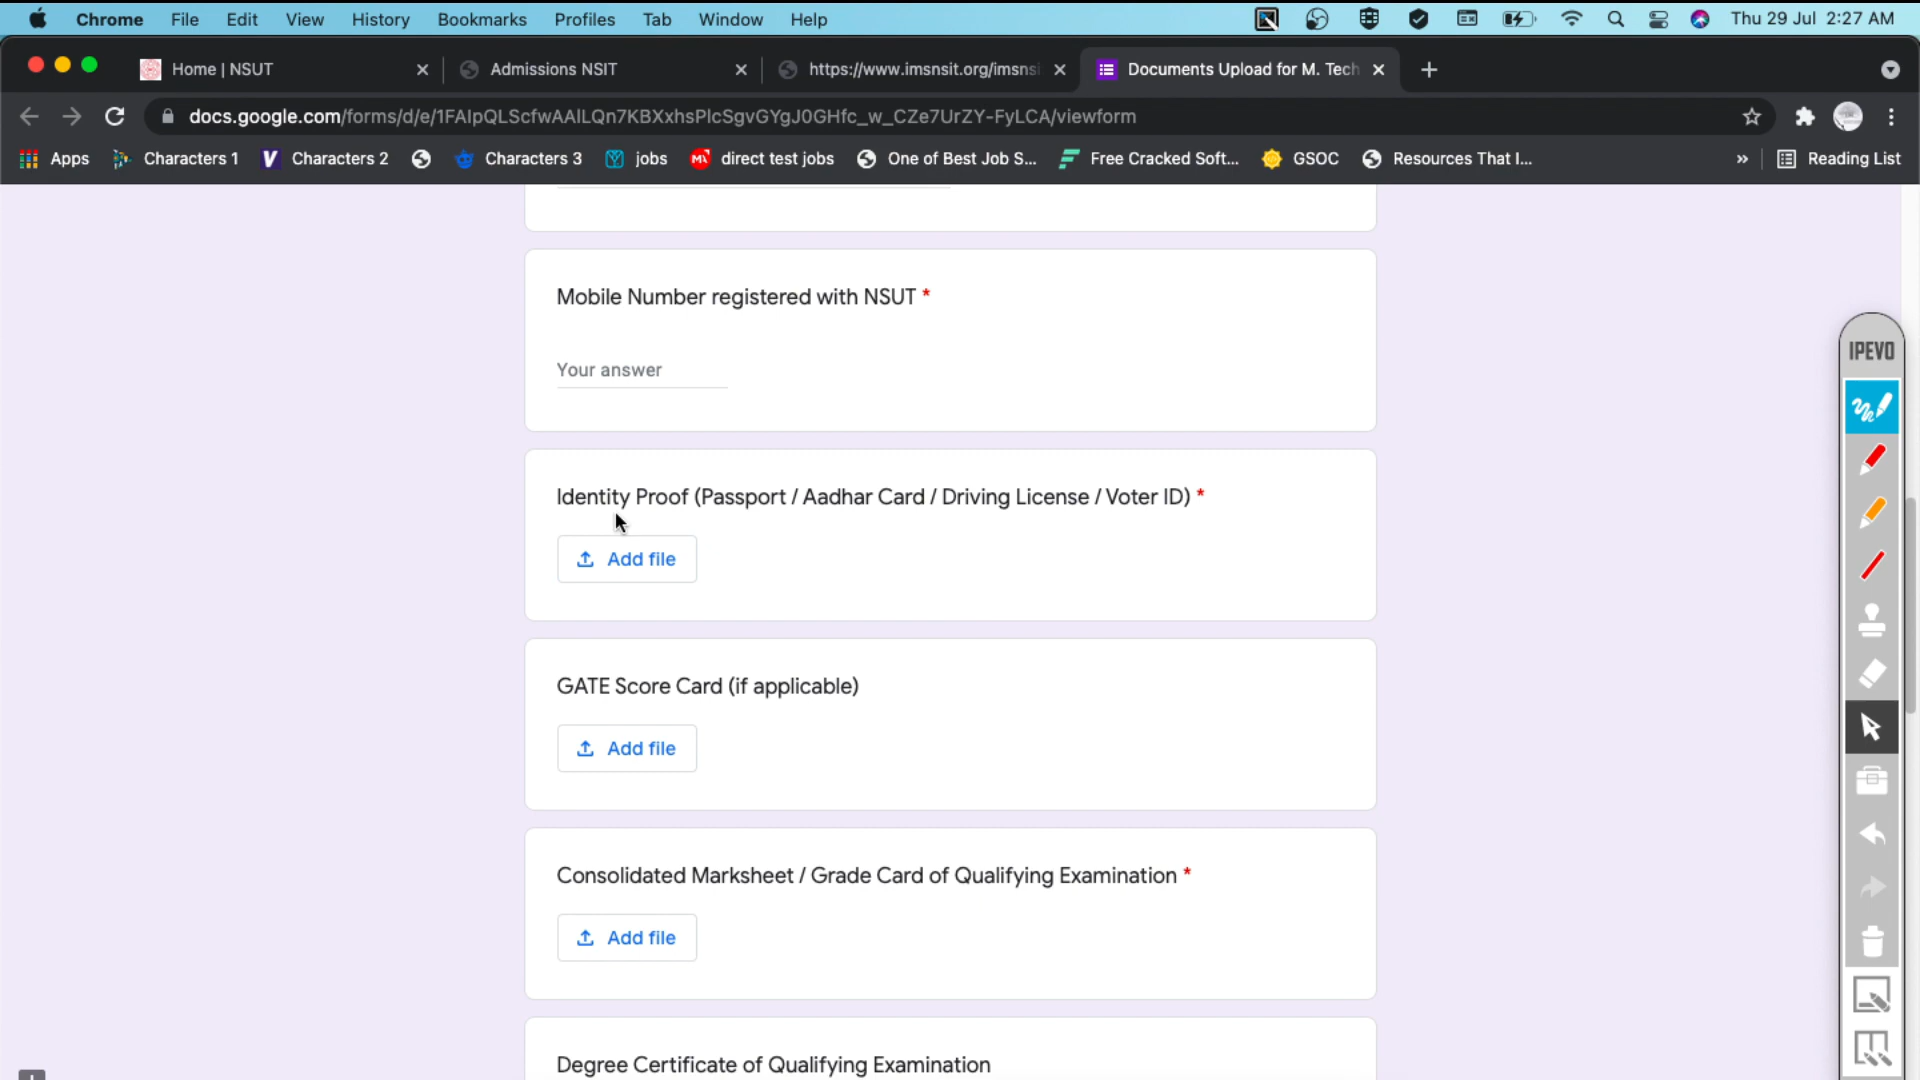 Chrome File Edit View History Bookmarks Profiles Tab Window Help Thu 29 Jul 2:27 AM
Home | NSUT Admissions NSIT https://www.imsnsit.org/imsnsi Documents Upload for M. Tech
docs.google.com/forms/d/e/1FAIpQLScfwAAILQn7KBXxhsPlcSgvGYgJ0GHfc_w_CZe7UrZY-FyLCA/viewform
Apps Characters 1 Characters 2 Characters 3 jobs direct test jobs One of Best Job S... Free Cracked Soft... GSOC Resources That I... » Reading List
Mobile Number registered with NSUT *
Your answer
IPEVO
Identity Proof (Passport / Aadhar Card / Driving License / Voter ID) *
Add file
GATE Score Card (if applicable)
Add file
Consolidated Marksheet / Grade Card of Qualifying Examination *
Add file
Degree Certificate of Qualifying Examination